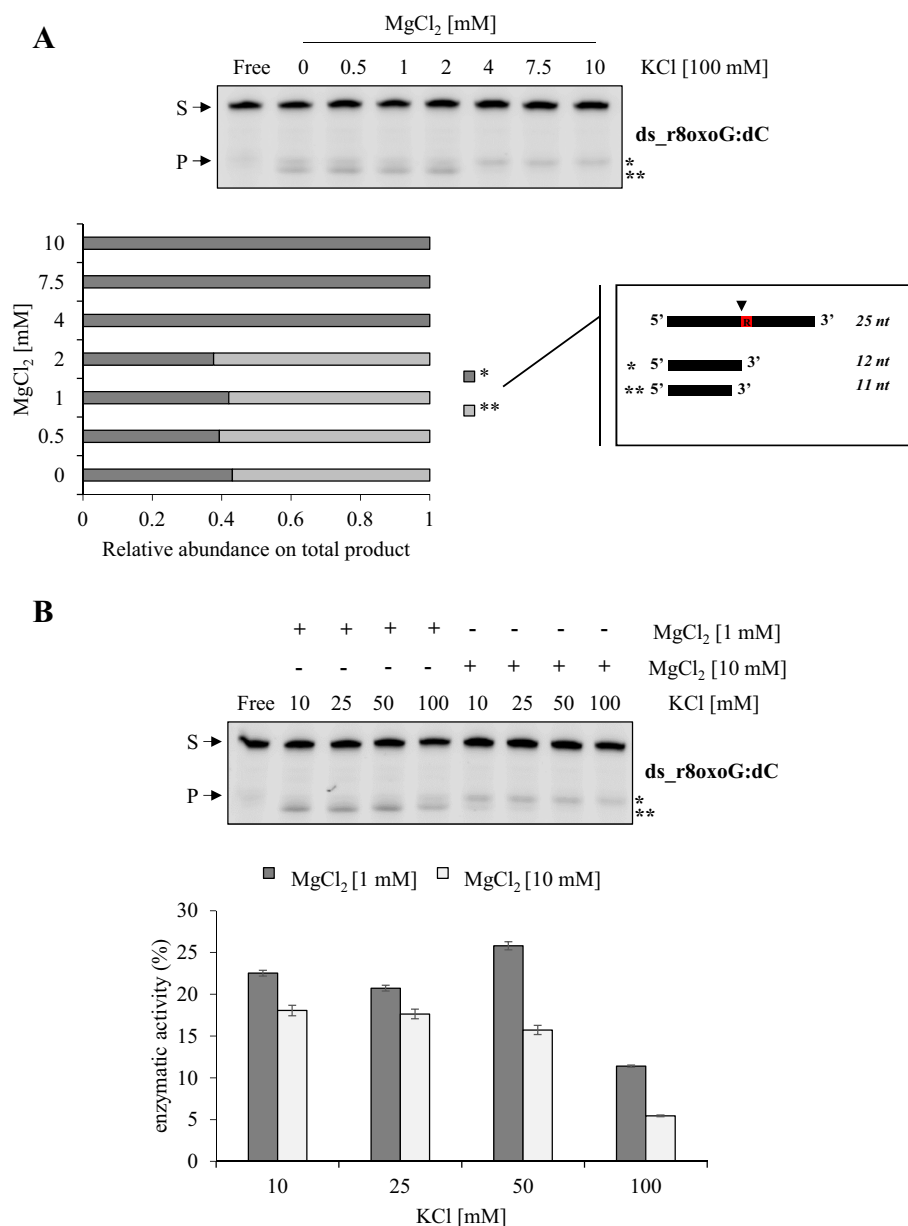 A
MgCl₂ [mM]
Free 0 0.5 1 2 4 7.5 10 KCl [100 mM]
S
ds_r8oxoG:dC
P
*
**
10
7.5
4
2
1
0.5
0
MgCl₂ [mM]
0 0.2 0.4 0.6 0.8 1
Relative abundance on total product
*
**
5’ R 3’ 25 nt
* 5’ 3’ 12 nt
** 5’ 3’ 11 nt
B
+ + + + - - - - MgCl₂ [1 mM]
- - - - + + + + MgCl₂ [10 mM]
Free 10 25 50 100 10 25 50 100 KCl [mM]
S
ds_r8oxoG:dC
P
*
**
MgCl₂ [1 mM] MgCl₂ [10 mM]
enzymatic activity (%)
30
25
20
15
10
5
0
10 25 50 100
KCl [mM]